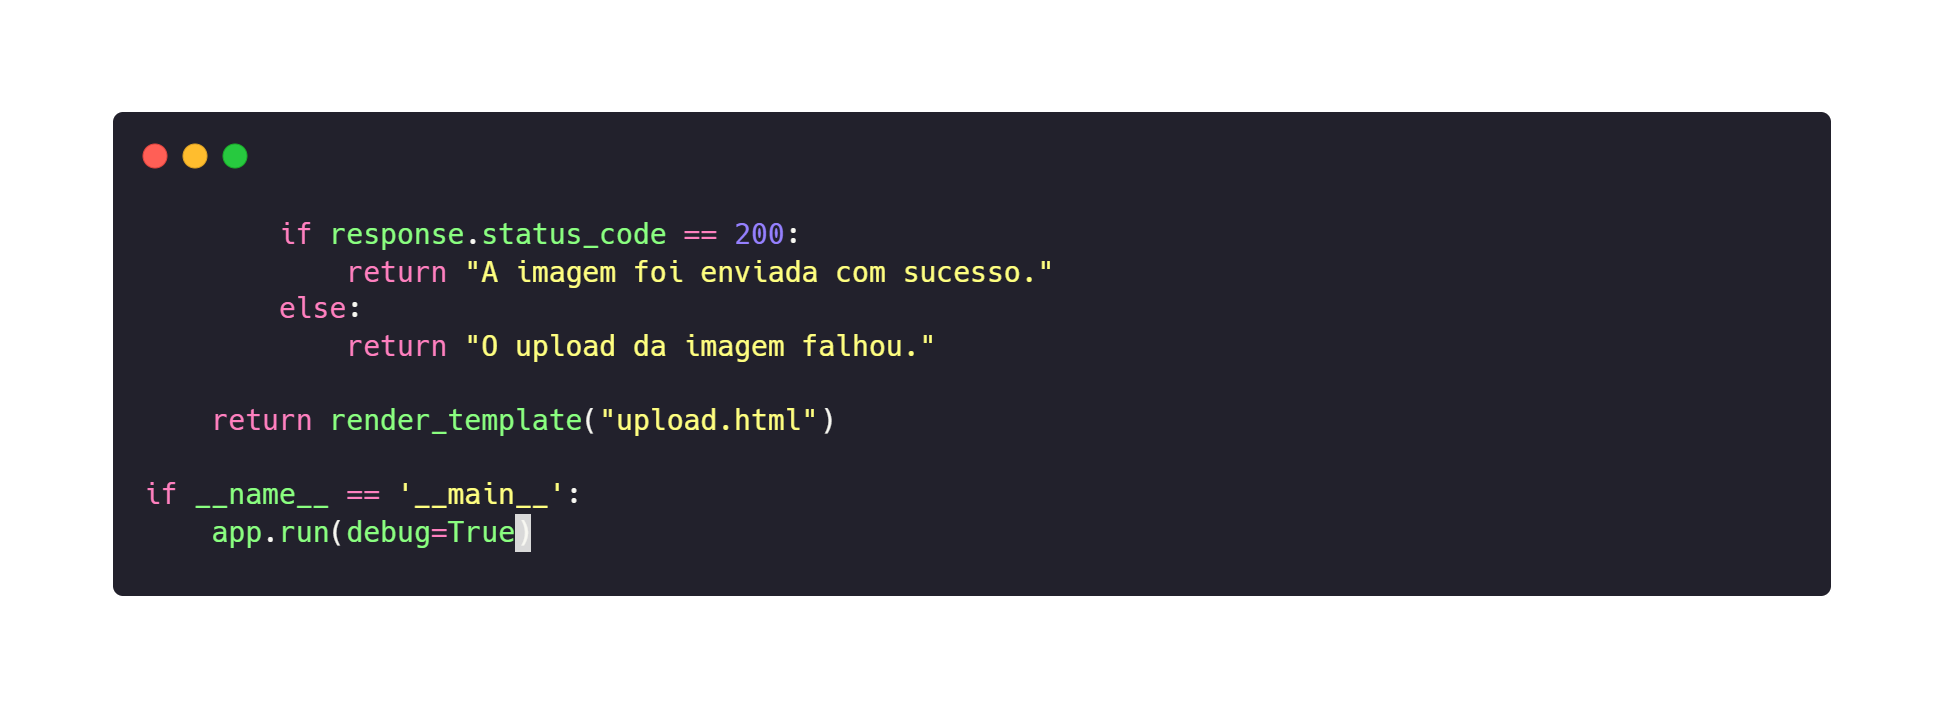 if response.status_code == 200:
            return "A imagem foi enviada com sucesso."
        else:
            return "O upload da imagem falhou."

    return render_template("upload.html")

if __name__ == '__main__':
    app.run(debug=True)